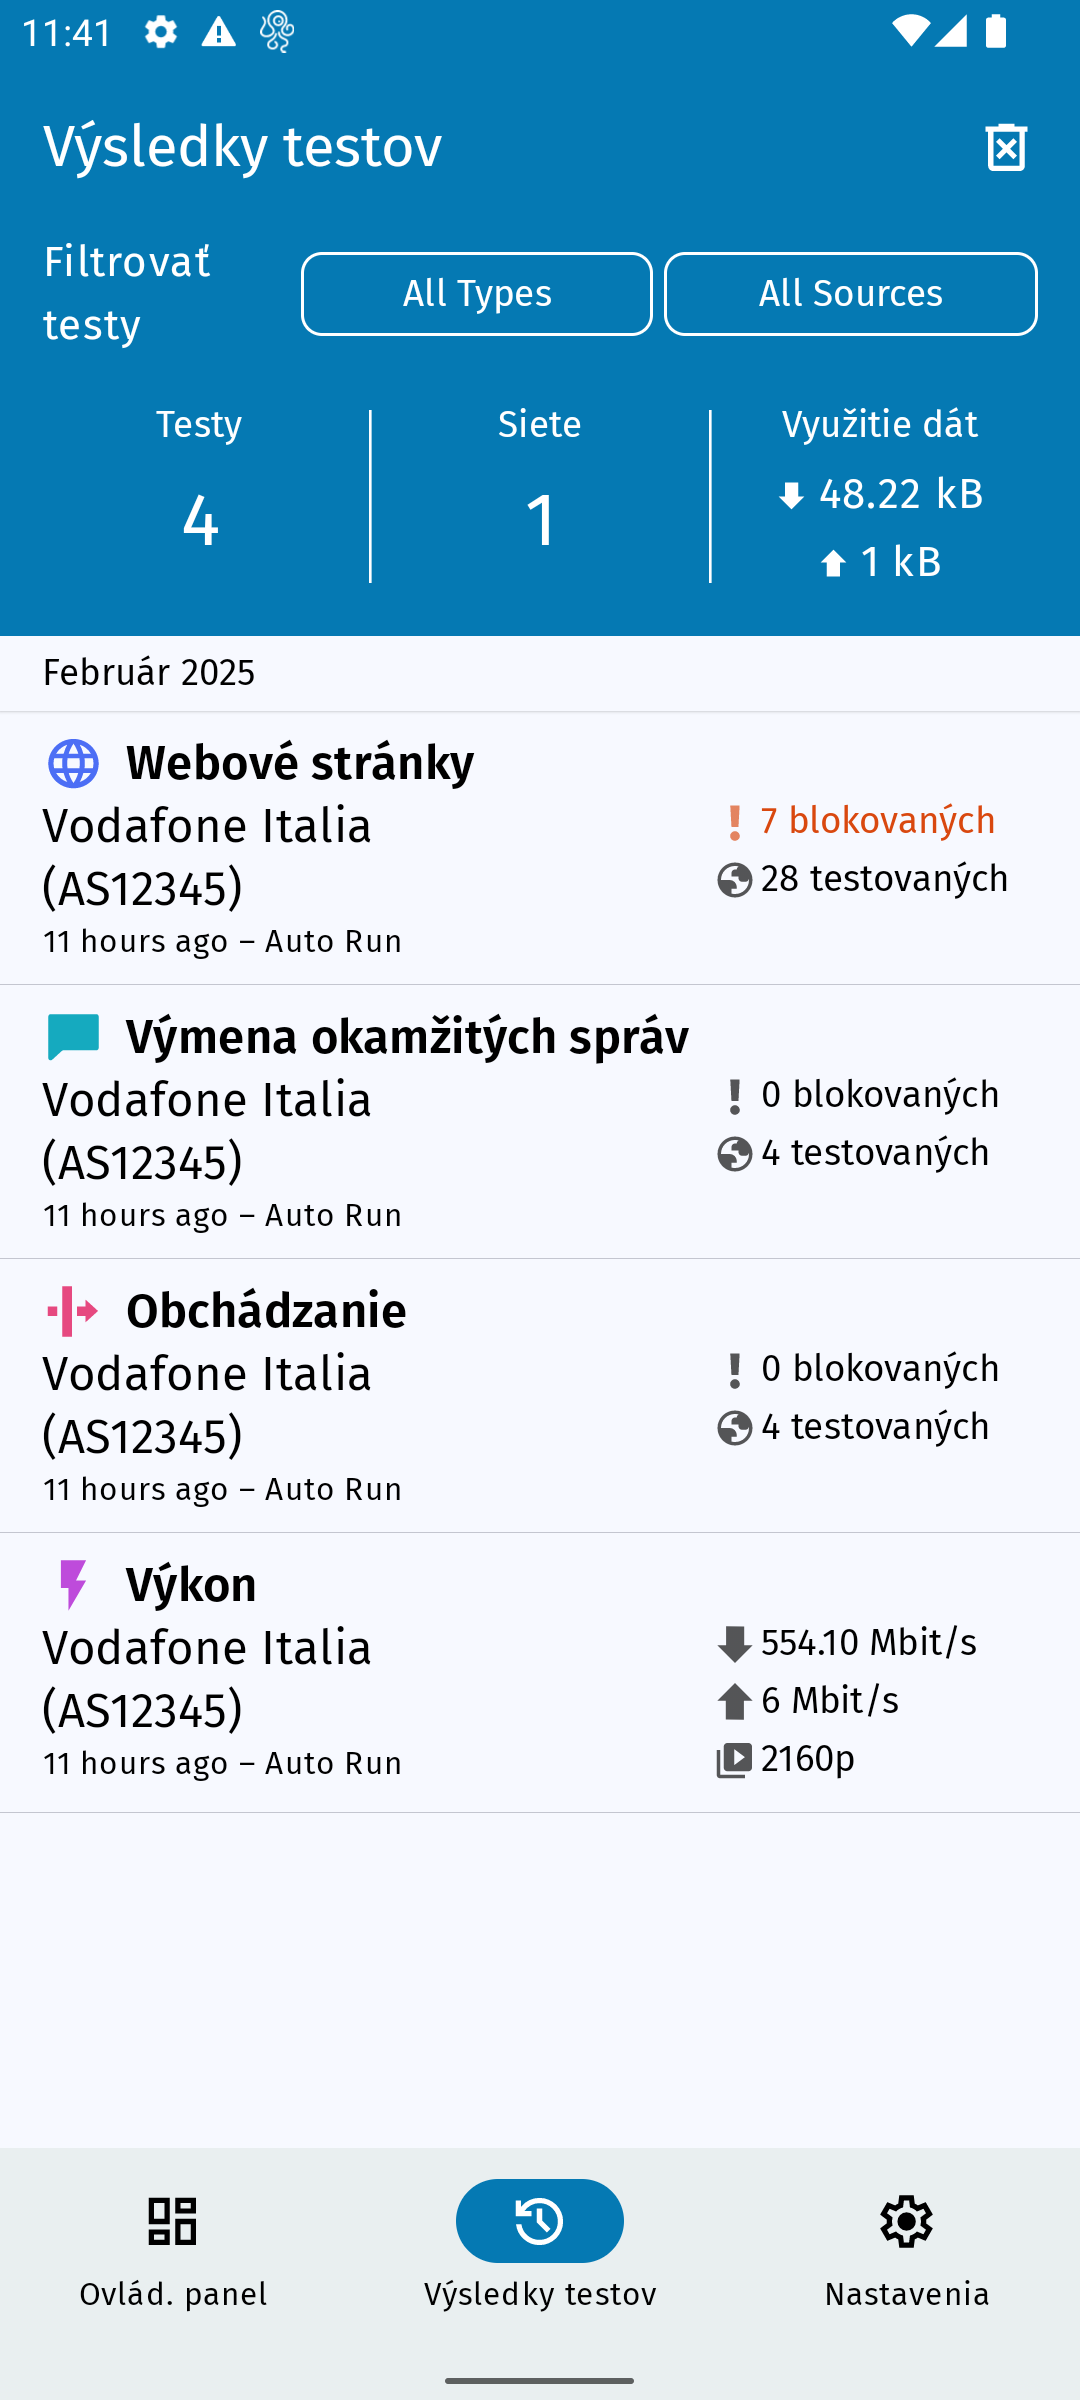 11:41
Výsledky testov
Filtrovať
testy
All Types
All Sources
Testy
4
Siete
1
Využitie dát
48.22 kB
1 kB
Február 2025
Webové stránky
Vodafone Italia
(AS12345)
11 hours ago – Auto Run
7 blokovaných
28 testovaných
Výmena okamžitých správ
Vodafone Italia
(AS12345)
11 hours ago – Auto Run
0 blokovaných
4 testovaných
Obchádzanie
Vodafone Italia
(AS12345)
11 hours ago – Auto Run
0 blokovaných
4 testovaných
Výkon
Vodafone Italia
(AS12345)
11 hours ago – Auto Run
554.10 Mbit/s
6 Mbit/s
2160p
Ovlád. panel
Výsledky testov
Nastavenia